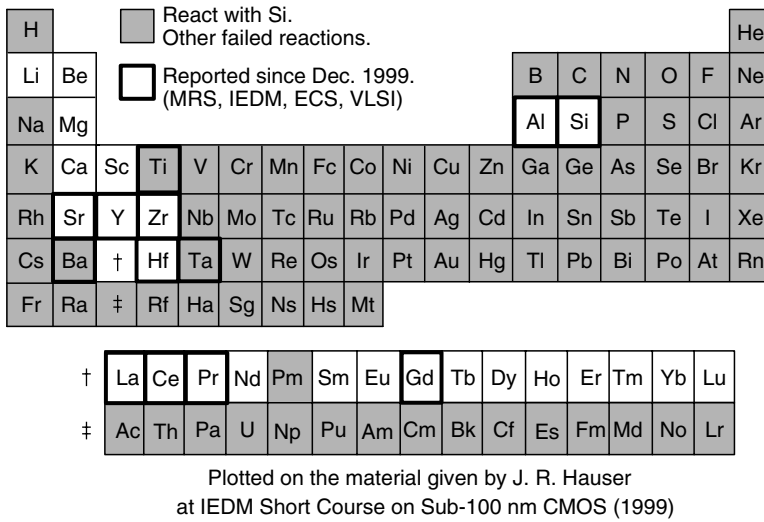 H
React with Si.
Other failed reactions.
He
Li Be
Reported since Dec. 1999.
(MRS, IEDM, ECS, VLSI)
B C N O F Ne
Na Mg
Al Si P S Cl Ar
K Ca Sc Ti V Cr Mn Fc Co Ni Cu Zn Ga Ge As Se Br Kr
Rh Sr Y Zr Nb Mo Tc Ru Rb Pd Ag Cd In Sn Sb Te I Xe
Cs Ba † Hf Ta W Re Os Ir Pt Au Hg Tl Pb Bi Po At Rn
Fr Ra ‡ Rf Ha Sg Ns Hs Mt
† La Ce Pr Nd Pm Sm Eu Gd Tb Dy Ho Er Tm Yb Lu
‡ Ac Th Pa U Np Pu Am Cm Bk Cf Es Fm Md No Lr
Plotted on the material given by J. R. Hauser
at IEDM Short Course on Sub-100 nm CMOS (1999)